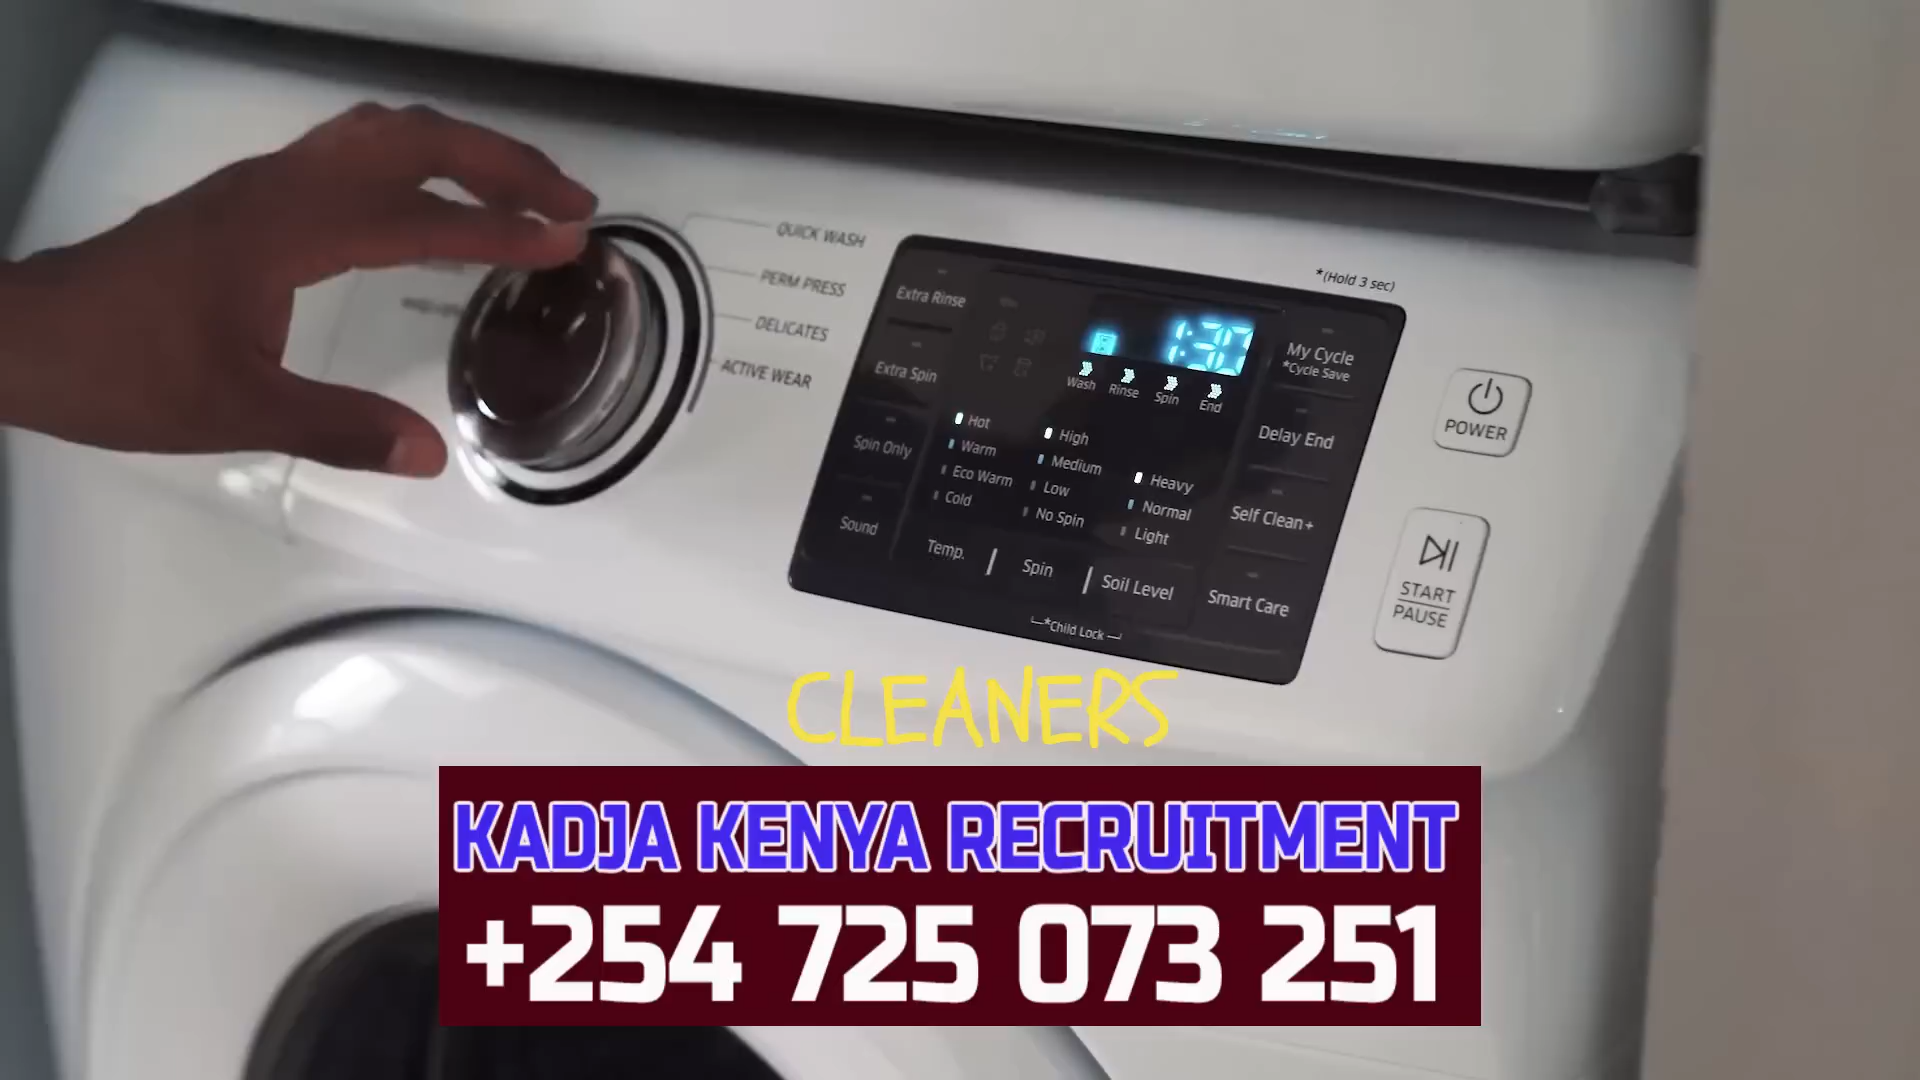 QUICK WASH
PERM PRESS
DELICATES
ACTIVE WEAR
*(Hold 3 sec)
Extra Rinse
Extra Spin
Spin Only
Sound
1:30
Wash Rinse Spin End
Hot
Warm
Eco Warm
Cold
High
Medium
Low
No Spin
Heavy
Normal
Light
Temp. Spin Soil Level
*Child Lock
My Cycle
*Cycle Save
Delay End
Self Clean+
Smart Care
POWER
START
PAUSE
CLEANERS
KADJA KENYA RECRUITMENT
+254 725 073 251